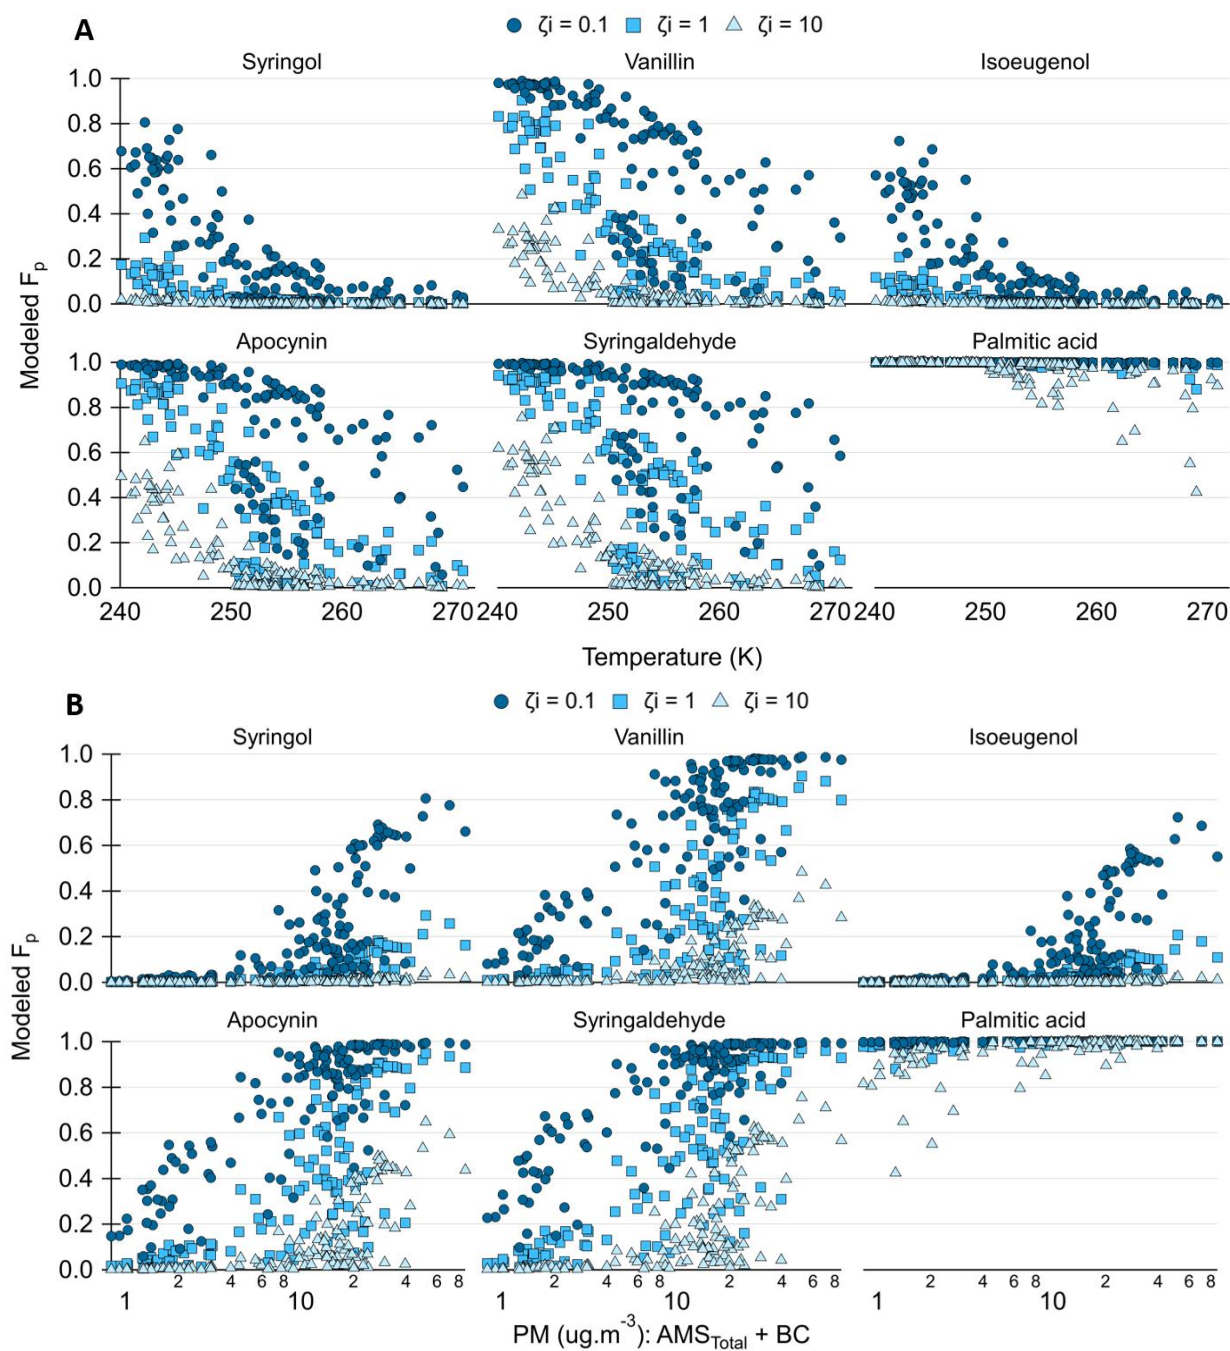 A
ζi = 0.1 ζi = 1 ζi = 10
Syringol Vanillin Isoeugenol
1.0
0.8
0.6
0.4
0.2
0.0
Modeled Fp
Apocynin Syringaldehyde Palmitic acid
1.0
0.8
0.6
0.4
0.2
0.0
240 250 260 270 240 250 260 270 240 250 260 270
Temperature (K)
B
ζi = 0.1 ζi = 1 ζi = 10
Syringol Vanillin Isoeugenol
1.0
0.8
0.6
0.4
0.2
0.0
Modeled Fp
Apocynin Syringaldehyde Palmitic acid
1.0
0.8
0.6
0.4
0.2
0.0
2 4 6 8 2 4 6 8 2 4 6 8 2 4 6 8 2 4 6 8 2 4 6 8
1 10 1 10 1 10
PM (ug.m-3): AMSTotal + BC